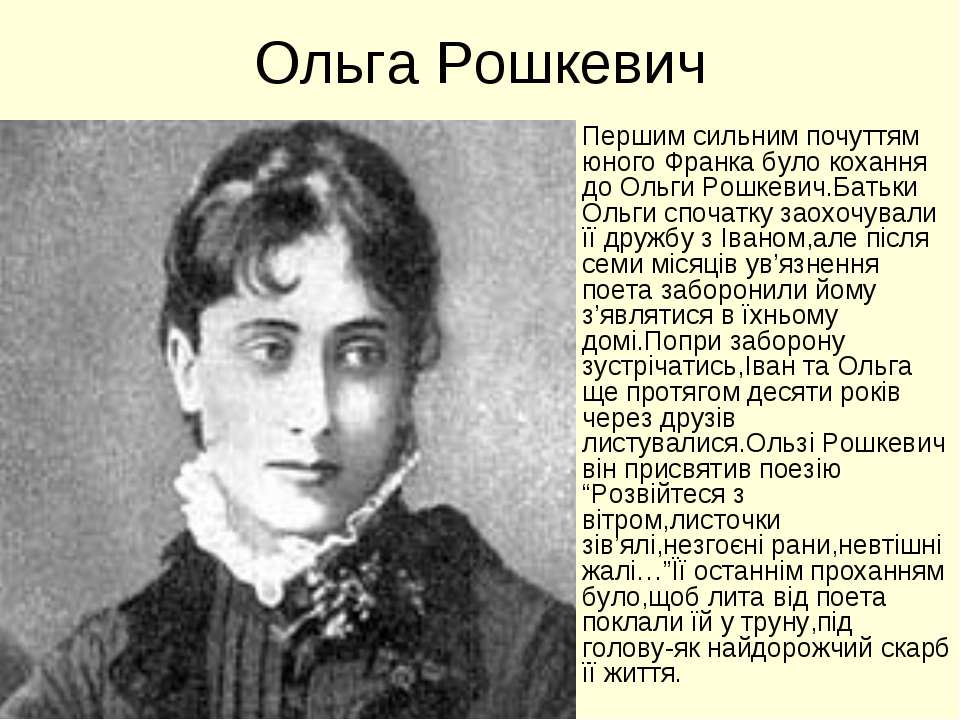 Ольга Рошкевич
Першим сильним почуттям
юного Франка було кохання
до Ольги Рошкевич.Батьки
Ольги спочатку заохочували
її дружбу з Іваном,але після
семи місяців ув’язнення
поета заборонили йому
з’являтися в їхньому
домі.Попри заборону
зустрічатись,Іван та Ольга
ще протягом десяти років
через друзів
листувалися.Ользі Рошкевич
він присвятив поезію
“Розвійтеся з
вітром,листочки
зів’ялі,незгоєні рани,невтішні
жалі…”Її останнім проханням
було,щоб лита від поета
поклали їй у труну,під
голову-як найдорожчий скарб
її життя.